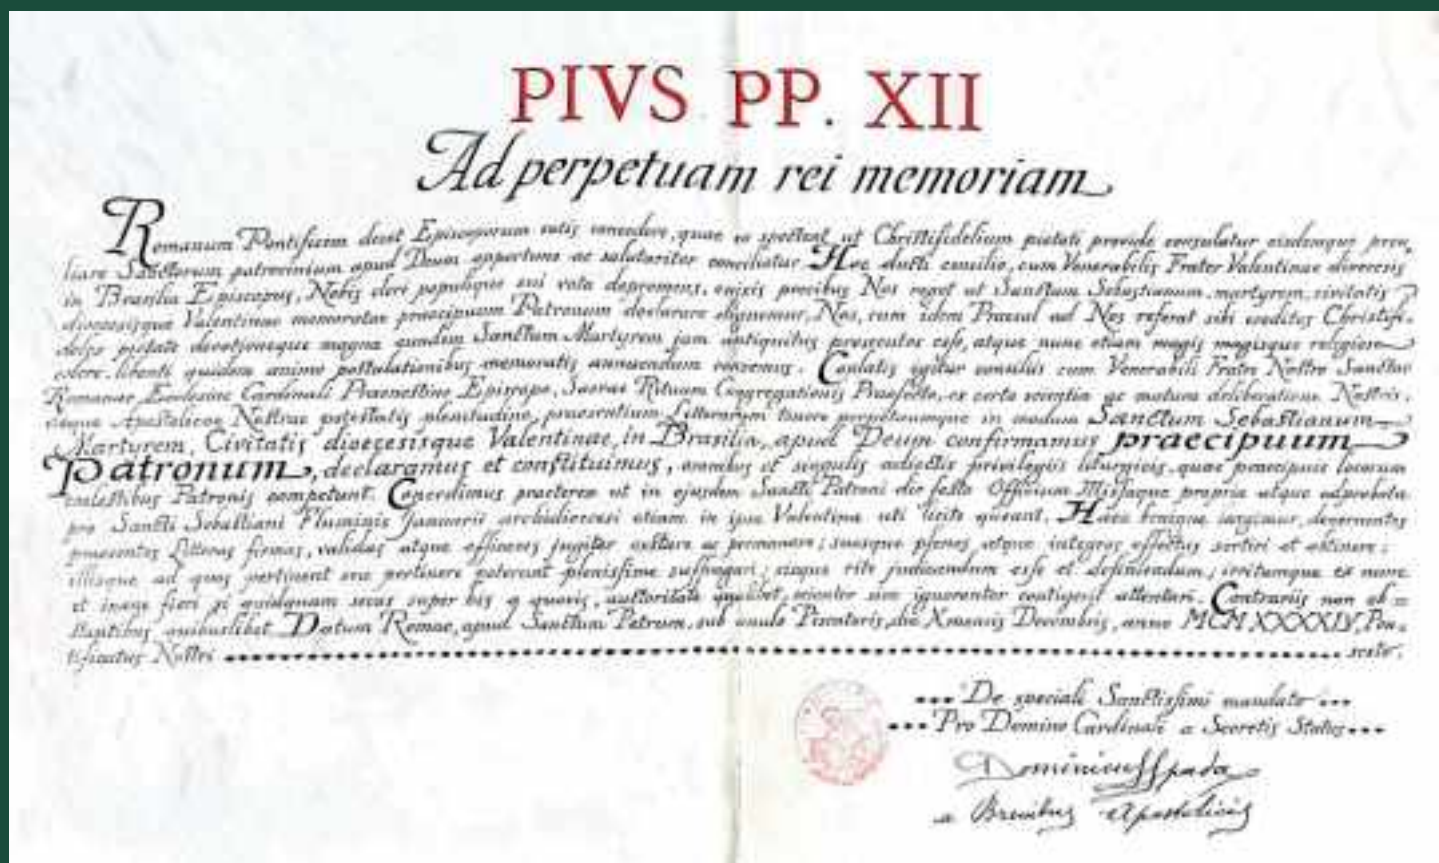 PIVS PP. XII
Ad perpetuam rei memoriam
Romanum Pontificem decet Episcoporum votis concedere, quae eo spectent ut Christifidelium pietati provide consulatur eisdemque
Sanctorum patrocinium apud Deum opportune ac salutariter concilietur. Hoc ducti consilio, cum Venerabilis Frater Valentinae dioecesis
in Brasilia Episcopus, Nobis cleri populique sui vota depromens, enixis precibus Nos roget ut Sanctum Sebastianum, martyrem, civitatis
dioecesisque Valentinae memoratae praecipuum Patronum declarare dignemur, Nos, cum idem Praesul ad Nos referat sibi creditos Christifi-
deles pietate devotioneque magna eundem Sanctum Martyrem jam antiquitus prosecutos esse, atque nunc etiam magis magisque religiose
libenti quidem animo postulationibus memoratis annuendum censemus. Conlatis igitur consiliis cum Venerabili Fratre Nostro Sanctae
Romanae Ecclesiae Cardinali Praenestino Episcopo, Sacrae Rituum Congregationis Praefecto, ex certa scientia ac matura deliberatione Nostris,
deque Apostolicae Nostrae potestatis plenitudine, praesentium Litterarum tenore perpetuumque in modum Sanctum Sebastianum
Martyrem, Civitatis dioecesisque Valentinae, in Brasilia, apud Deum confirmamus praecipuum
Patronum, declaramus et constituimus, omnibus et singulis adiectis privilegiis liturgicis, quae praecipuis locorum
caelestibus Patronis competunt. Concedimus praeterea ut in ejusdem Sancti Patroni die festo Officium Missaque propria atque adprobata
pro Sancti Sebastiani Fluminis Januarii archidioecesi etiam in ipsa Valentina uti licite queant. Haec benigne largimur, decernentes
praesentes Litteras firmas, validas atque efficaces jugiter exstare ac permanere; suosque plenos atque integros effectus sortiri et obtinere;
illisque ad quos pertinent seu pertinere poterunt plenissime suffragari; sicque rite judicandum esse et definiendum; irritumque ex nunc
et inane fieri si quidquam secus super his a quovis, auctoritate qualibet, scienter sive ignoranter contigerit attentari. Contrariis non ob=
stantibus quibuslibet. Datum Romae, apud Sanctum Petrum, sub anulo Piscatoris, die X mensis Decembris, anno MCMXXXXIV, Pon-
tificatus Nostri sexto.
De speciali Sanctissimi mandato
Pro Domino Cardinali a Secretis Status
Dominicus Spada
a Brevibus Apostolicis